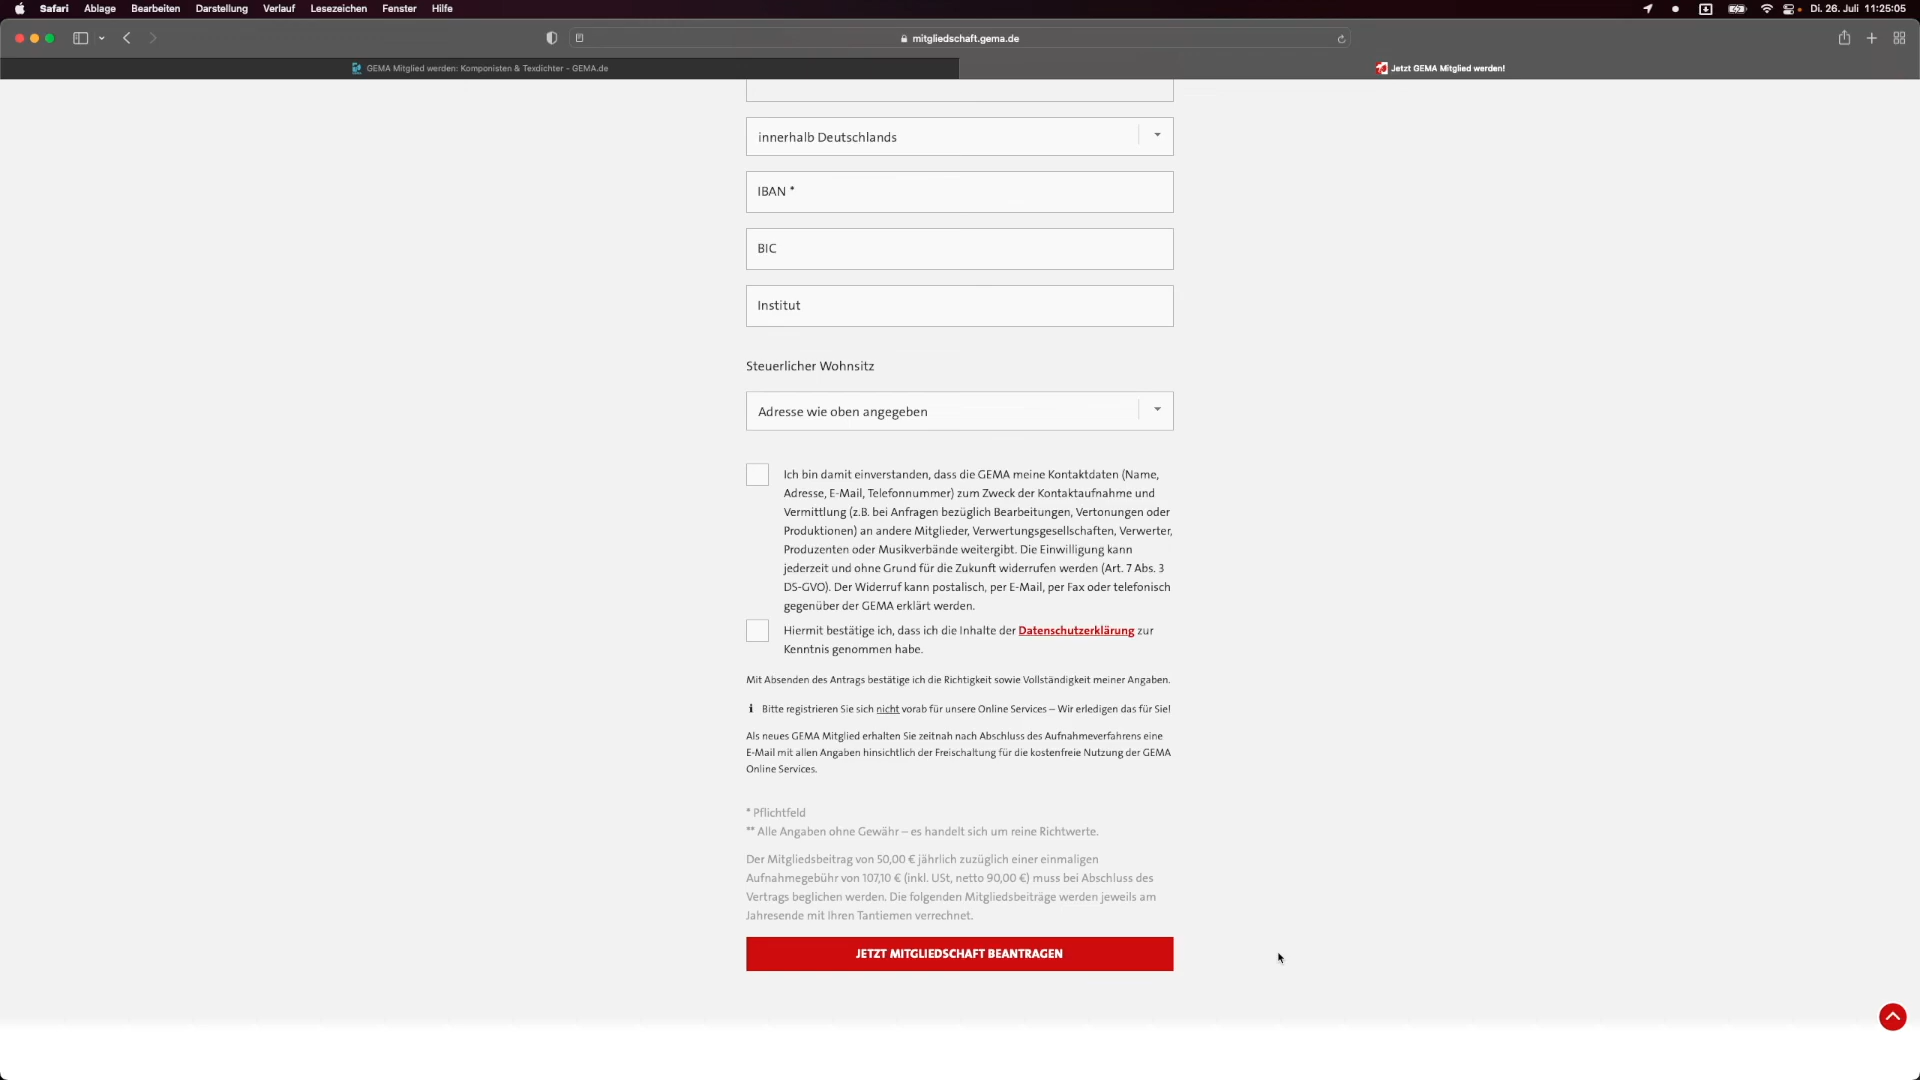 Safari Ablage Bearbeiten Darstellung Verlauf Lesezeichen Fenster Hilfe Di. 26. Juli 11:25:05
mitgliedschaft.gema.de
GEMA Mitglied werden: Komponisten & Texdichter - GEMA.de
Jetzt GEMA Mitglied werden!
innerhalb Deutschlands
IBAN *
BIC
Institut
Steuerlicher Wohnsitz
Adresse wie oben angegeben
Ich bin damit einverstanden, dass die GEMA meine Kontaktdaten (Name,
Adresse, E-Mail, Telefonnummer) zum Zweck der Kontaktaufnahme und
Vermittlung (z.B. bei Anfragen bezüglich Bearbeitungen, Vertonungen oder
Produktionen) an andere Mitglieder, Verwertungsgesellschaften, Verwerter,
Produzenten oder Musikverbände weitergibt. Die Einwilligung kann
jederzeit und ohne Grund für die Zukunft widerrufen werden (Art. 7 Abs. 3
DS-GVO). Der Widerruf kann postalisch, per E-Mail, per Fax oder telefonisch
gegenüber der GEMA erklärt werden.
Hiermit bestätige ich, dass ich die Inhalte der Datenschutzerklärung zur
Kenntnis genommen habe.
Mit Absenden des Antrags bestätige ich die Richtigkeit sowie Vollständigkeit meiner Angaben.
Bitte registrieren Sie sich nicht vorab für unsere Online Services – Wir erledigen das für Sie!
Als neues GEMA Mitglied erhalten Sie zeitnah nach Abschluss des Aufnahmeverfahrens eine
E-Mail mit allen Angaben hinsichtlich der Freischaltung für die kostenfreie Nutzung der GEMA
Online Services.
* Pflichtfeld
** Alle Angaben ohne Gewähr – es handelt sich um reine Richtwerte.
Der Mitgliedsbeitrag von 50,00 € jährlich zuzüglich einer einmaligen
Aufnahmegebühr von 107,10 € (inkl. USt, netto 90,00 €) muss bei Abschluss des
Vertrags beglichen werden. Die folgenden Mitgliedsbeiträge werden jeweils am
Jahresende mit Ihren Tantiemen verrechnet.
JETZT MITGLIEDSCHAFT BEANTRAGEN